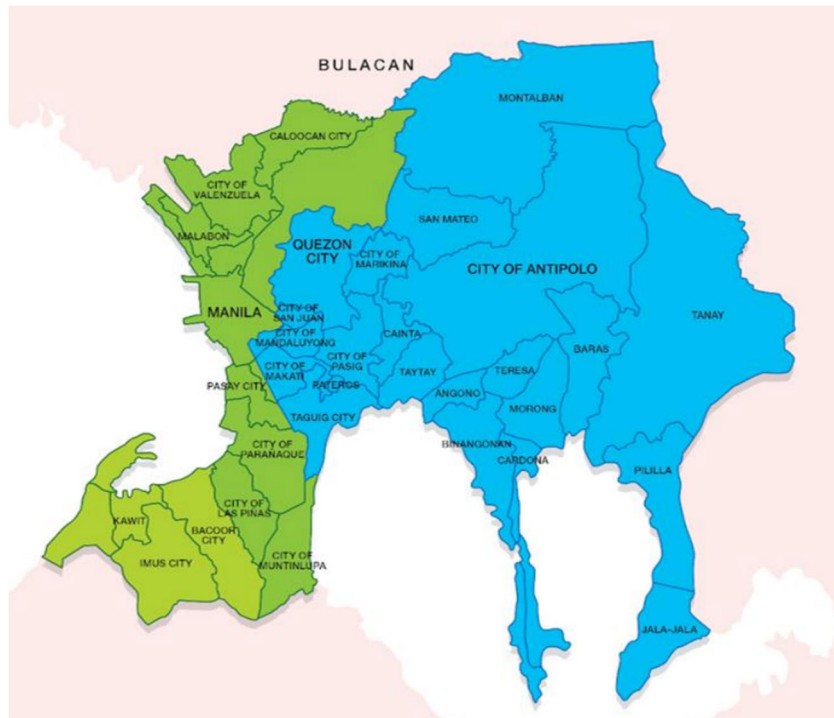 BULACAN
MONTALBAN
CALOOCAN CITY
CITY OF
VALENZUELA
SAN MATEO
MALABON
QUEZON
CITY
CITY OF
MARIKINA
CITY OF ANTIPOLO
MANILA
CITY OF
SAN JUAN
TANAY
CITY OF
MANDALUYONG
CAINTA
BARAS
CITY OF
PASIG
CITY OF
MAKATI
TAYTAY
TERESA
PASAY CITY
PATEROS
ANGONO
MORONG
TAGUIG CITY
BINANGONAN
CITY OF
PARAÑAQUE
CARDONA
PILILLA
CITY OF
LAS PIÑAS
KAWIT
BACOOR
CITY
IMUS CITY
CITY OF
MUNTINLUPA
JALA-JALA